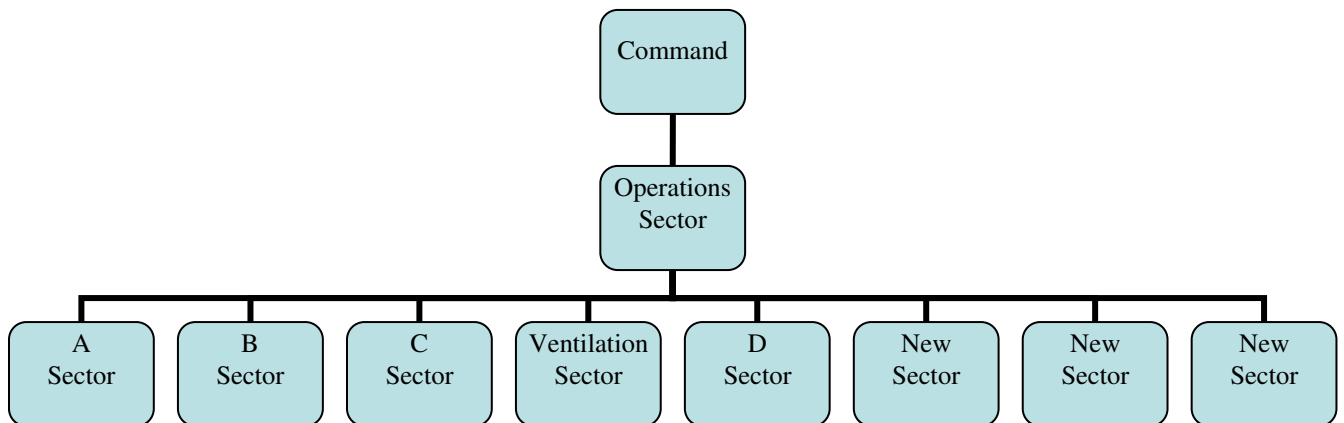 Command
Operations
Sector
A
Sector
B
Sector
C
Sector
Ventilation
Sector
D
Sector
New
Sector
New
Sector
New
Sector